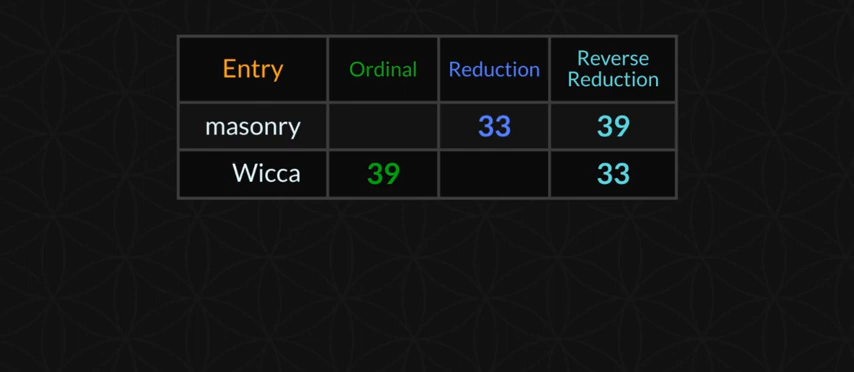 Entry Ordinal Reduction Reverse Reduction
masonry 33 39
Wicca 39 33